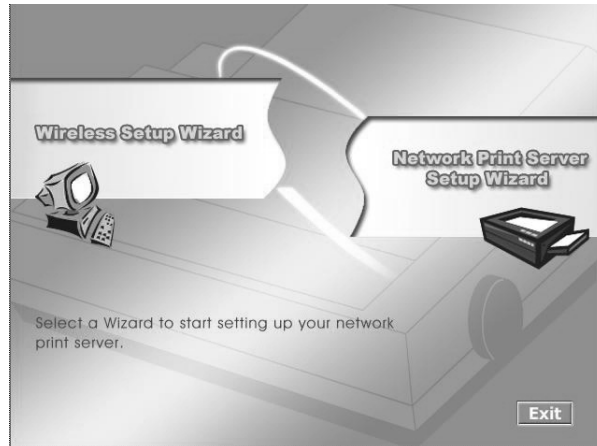 Wireless Setup Wizard
Network Print Server
Setup Wizard
Select a Wizard to start setting up your network
print server.
Exit